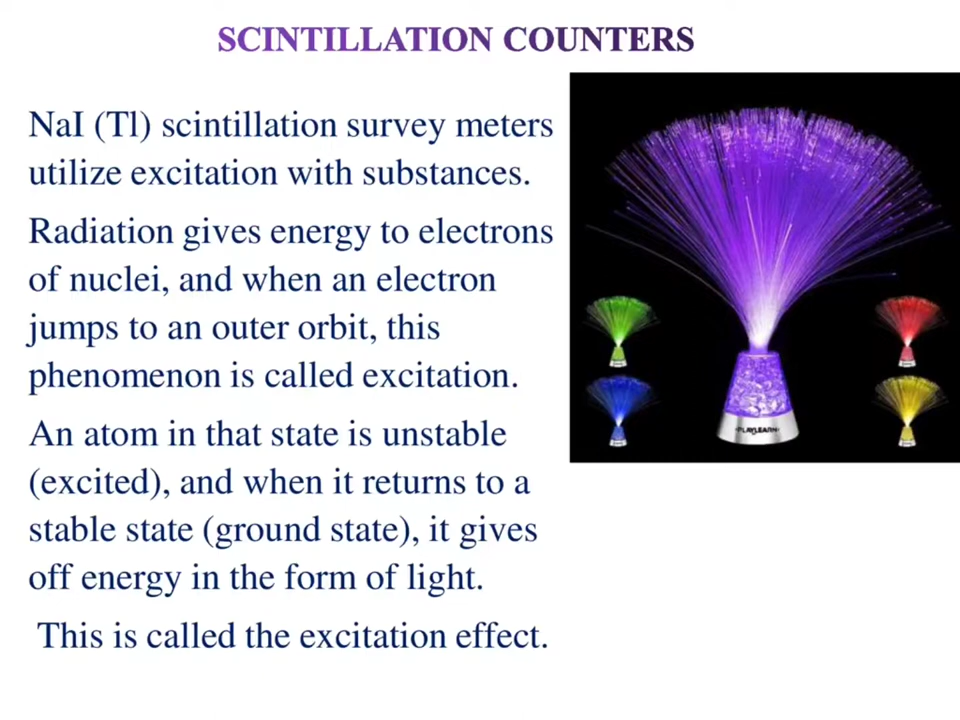 SCINTILLATION COUNTERS
NaI (Tl) scintillation survey meters
utilize excitation with substances.
Radiation gives energy to electrons
of nuclei, and when an electron
jumps to an outer orbit, this
phenomenon is called excitation.
An atom in that state is unstable
(excited), and when it returns to a
stable state (ground state), it gives
off energy in the form of light.
This is called the excitation effect.
PLAYLEARN